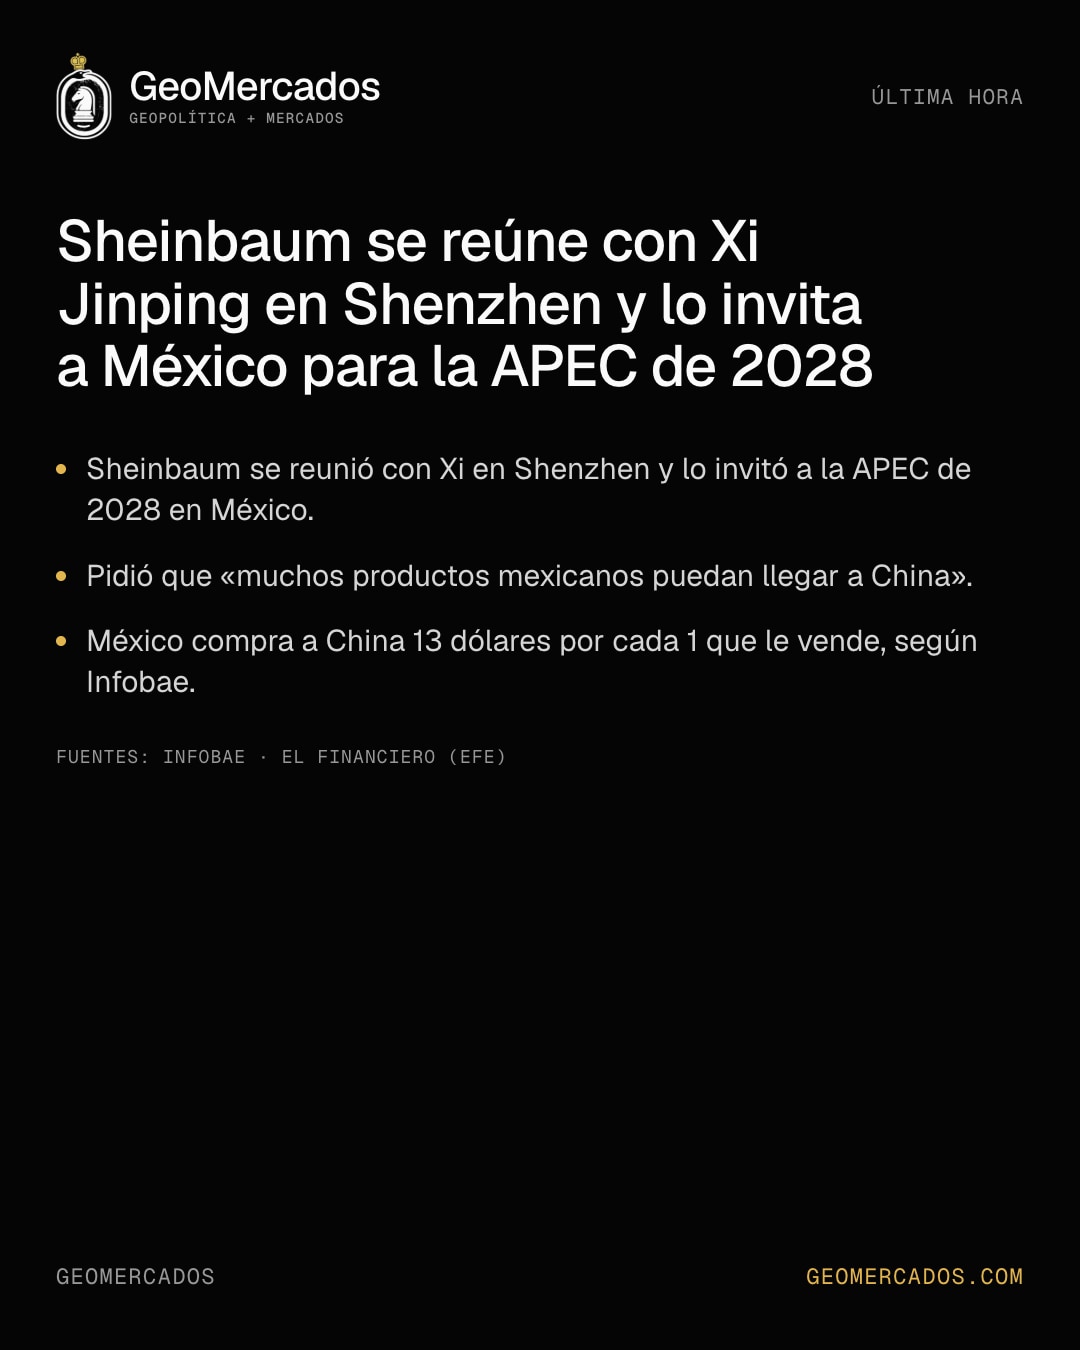 GeoMercados
GEOPOLÍTICA + MERCADOS
ÚLTIMA HORA
Sheinbaum se reúne con Xi
Jinping en Shenzhen y lo invita
a México para la APEC de 2028
• Sheinbaum se reunió con Xi en Shenzhen y lo invitó a la APEC de
2028 en México.
• Pidió que «muchos productos mexicanos puedan llegar a China».
• México compra a China 13 dólares por cada 1 que le vende, según
Infobae.
FUENTES: INFOBAE · EL FINANCIERO (EFE)
GEOMERCADOS
GEOMERCADOS.COM